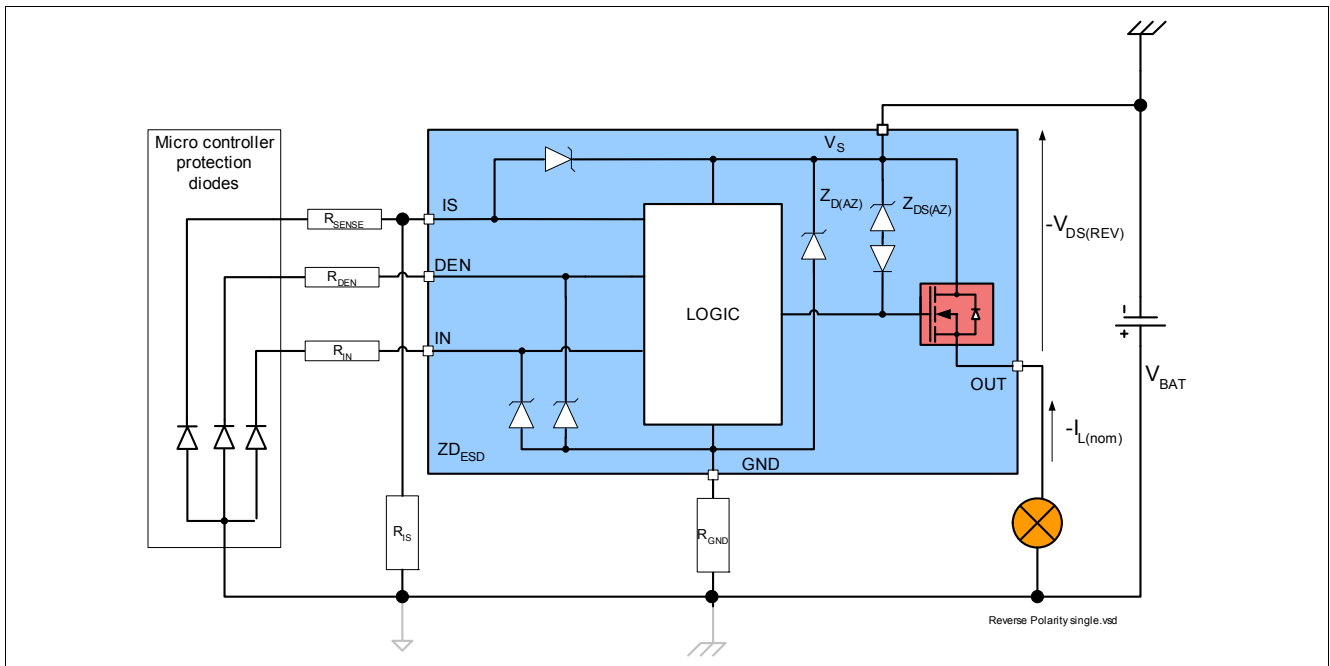 Micro controller
protection
diodes
R_SENSE
R_DEN
R_IN
R_IS
IS
DEN
IN
ZD_ESD
LOGIC
GND
R_GND
V_S
Z_D(AZ)
Z_DS(AZ)
OUT
-V_DS(REV)
-I_L(nom)
-
+
V_BAT
Reverse Polarity single.vsd